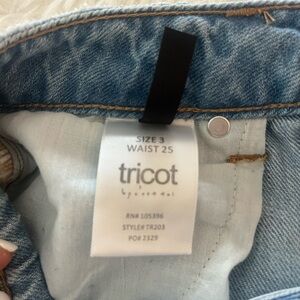 SIZE 3
WAIST 25
tricot
RN# 105396
STYLE# TR203
PO# 2329